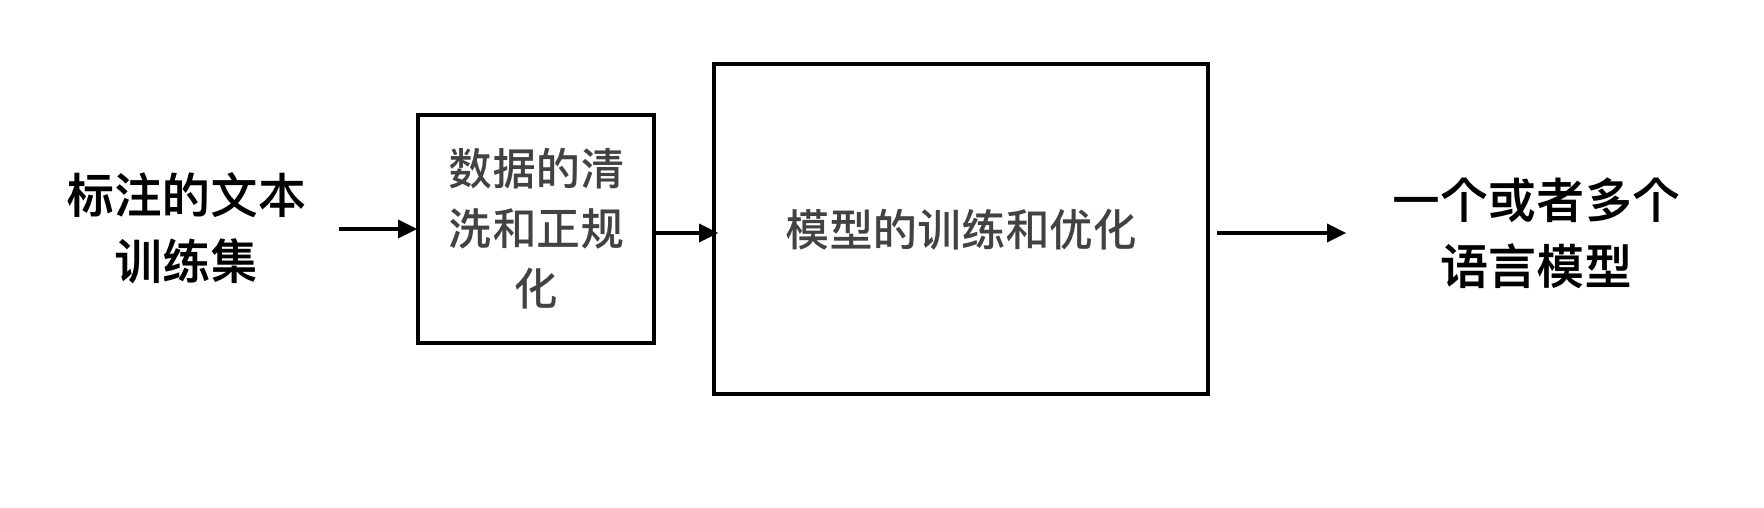 标注的文本
训练集
数据的清
洗和正规
化
模型的训练和优化
一个或者多个
语言模型